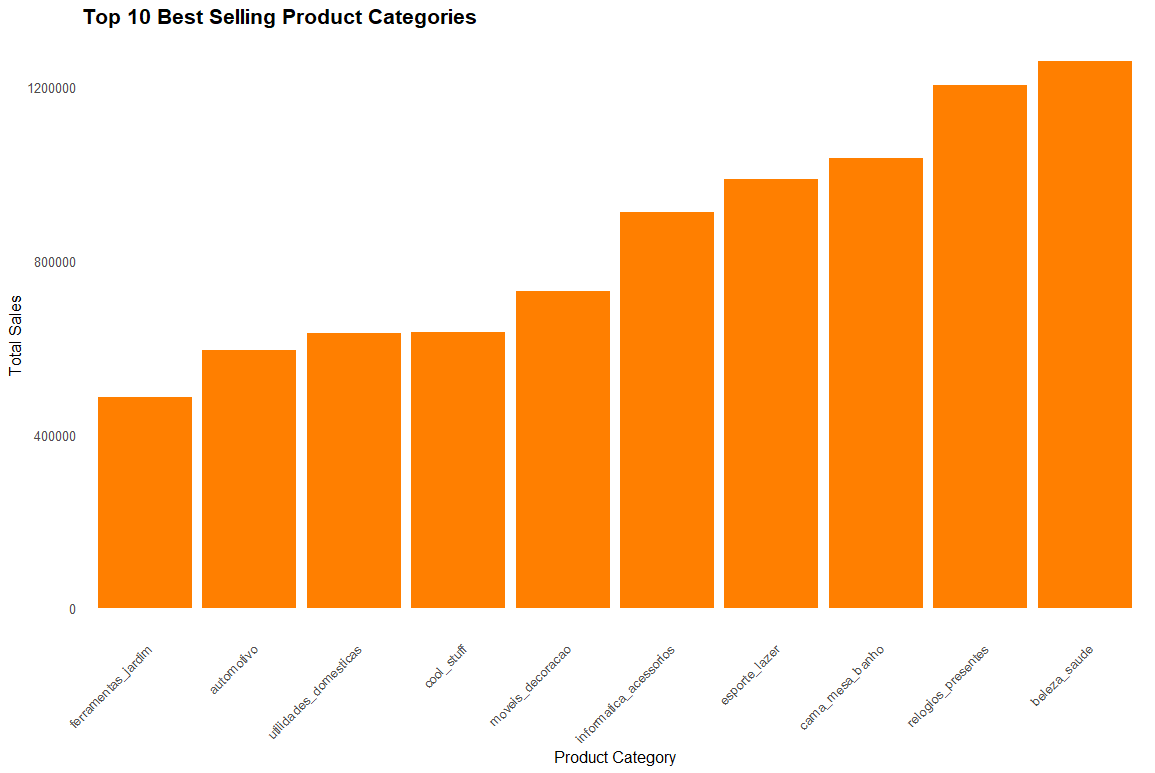 Top 10 Best Selling Product Categories
1200000
800000
400000
0
Total Sales
ferramentas_jardim
automotivo
utilidades_domesticas
cool_stuff
moveis_decoracao
informatica_acessorios
esporte_lazer
cama_mesa_banho
relogios_presentes
beleza_saude
Product Category